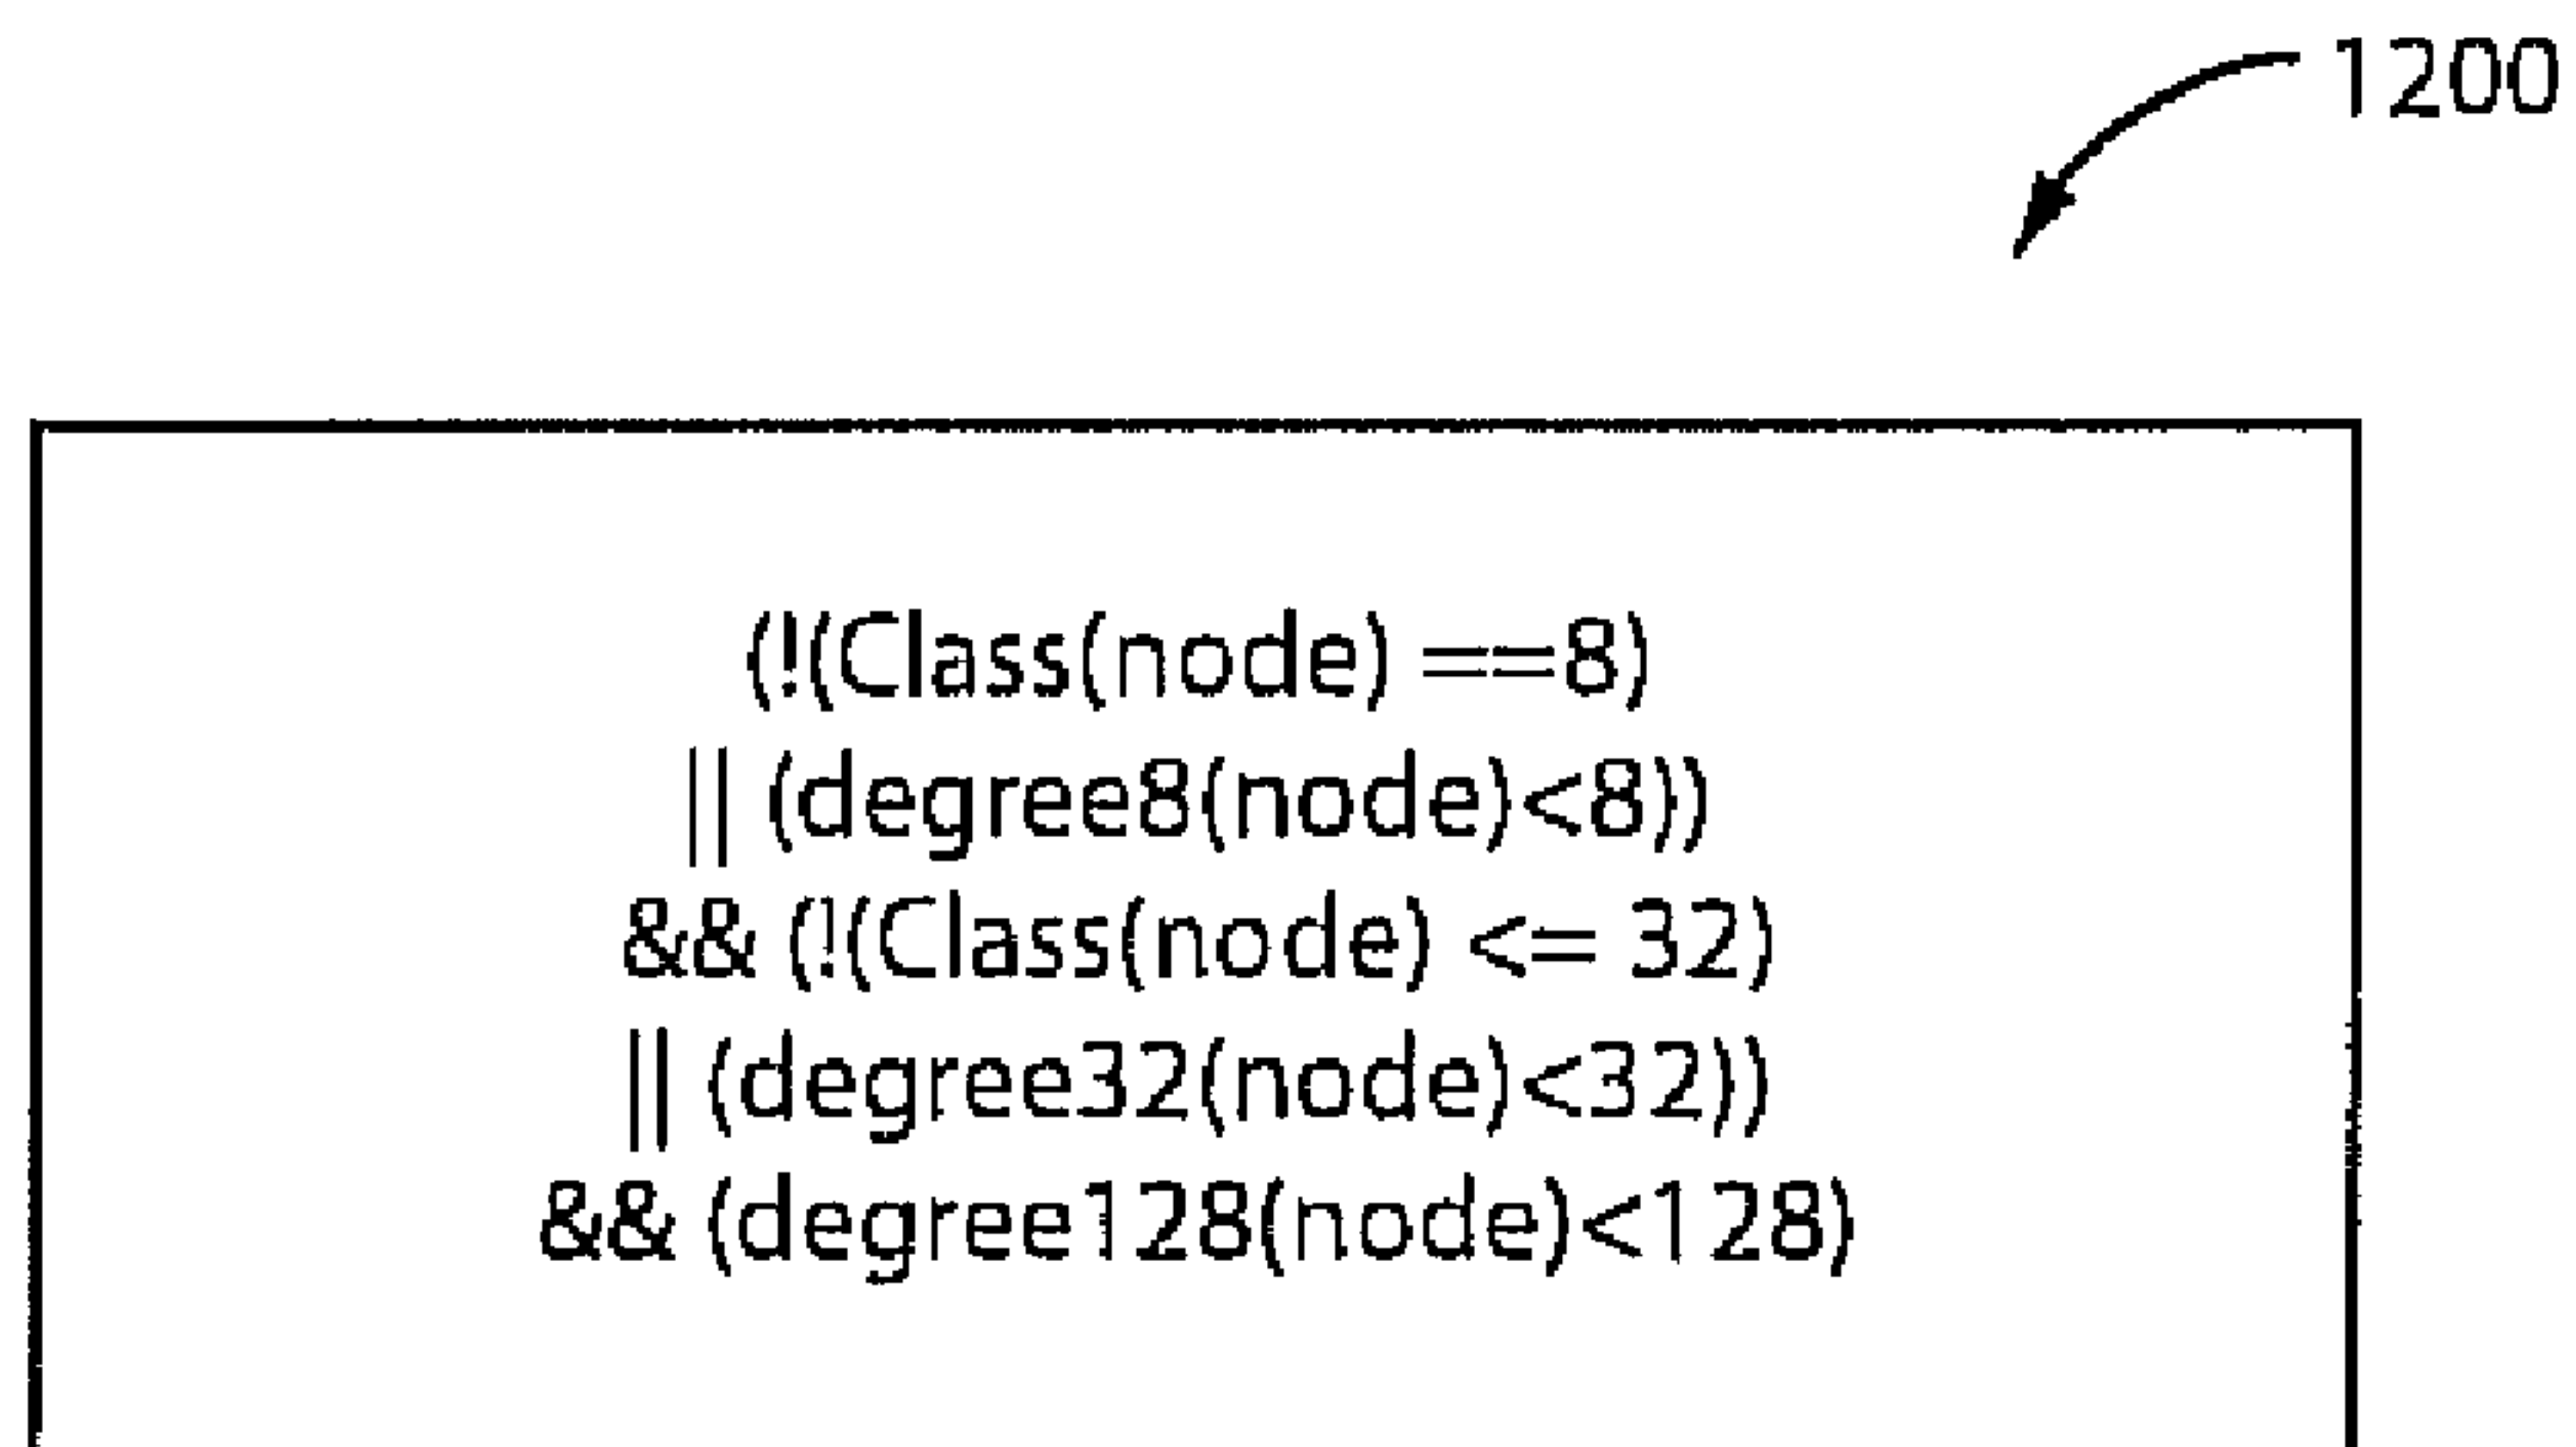 1200
(!(Class(node) ==8)
|| (degree8(node)<8))
&& (!(Class(node) <= 32)
|| (degree32(node)<32))
&& (degree128(node)<128)